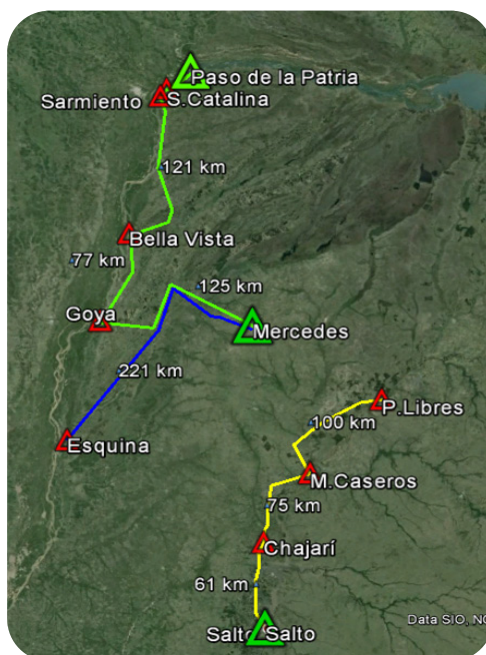 Paso de la Patria
Sarmiento
S.Catalina
121 km
Bella Vista
77 km
125 km
Goya
Mercedes
221 km
P.Libres
100 km
Esquina
M.Caseros
75 km
Chajarí
61 km
Data SIO, NO
Salto Salto